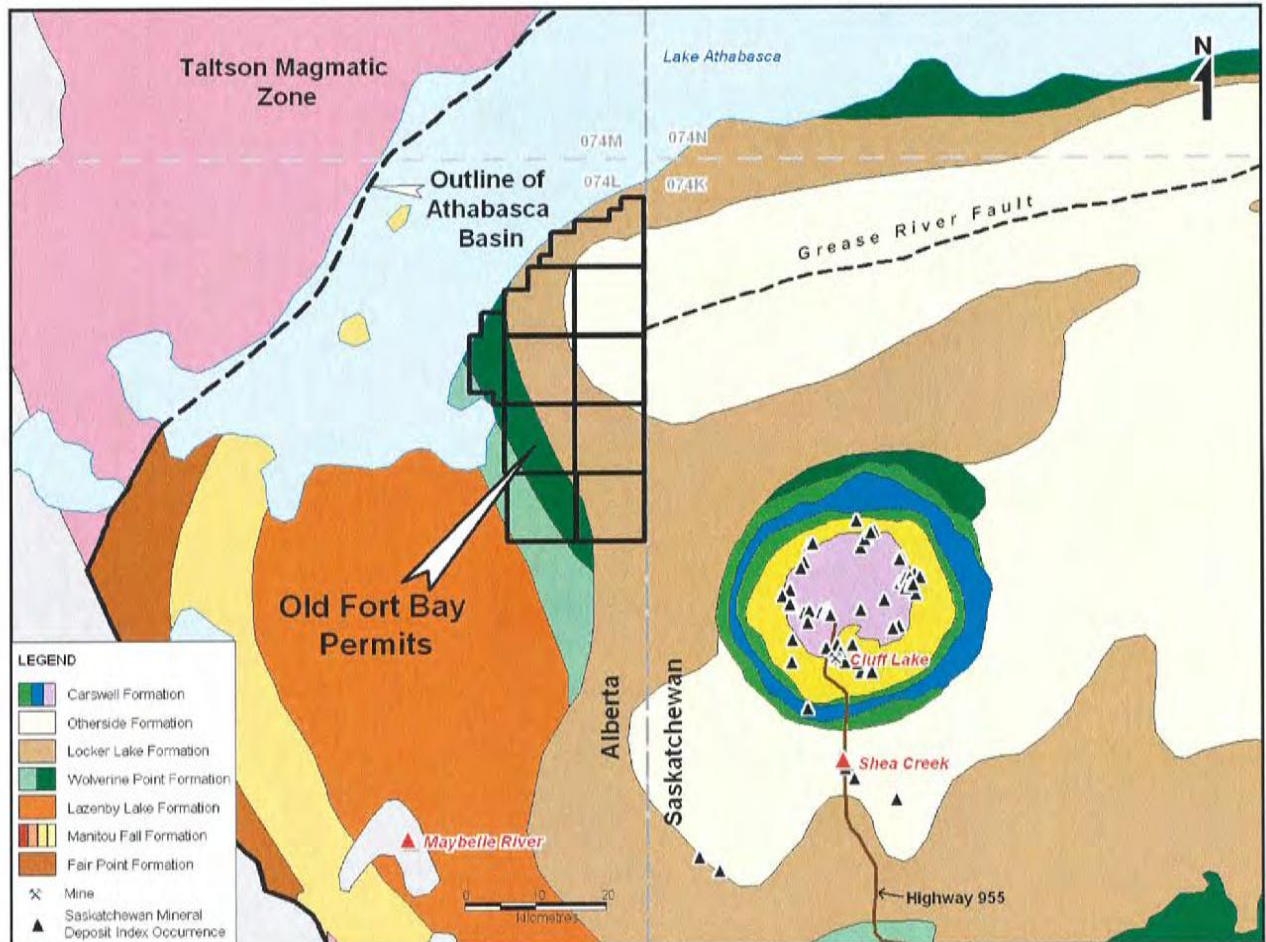 Taltson Magmatic
Zone
Lake Athabasca
N
074M
074N
074L
074K
Outline of
Athabasca
Basin
Grease River Fault
Old Fort Bay
Permits
Alberta
Saskatchewan
Cluff Lake
Shea Creek
Maybelle River
Highway 955
0 10 20
Kilometres
LEGEND
Carswell Formation
Otherside Formation
Locker Lake Formation
Wolverine Point Formation
Lazenby Lake Formation
Manitou Fall Formation
Fair Point Formation
Mine
Saskatchewan Mineral
Deposit Index Occurrence